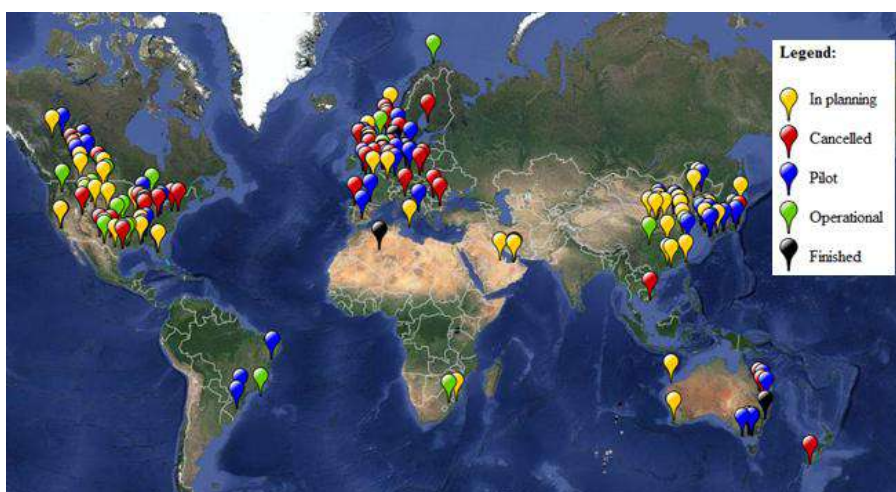 Legend:
In planning
Cancelled
Pilot
Operational
Finished